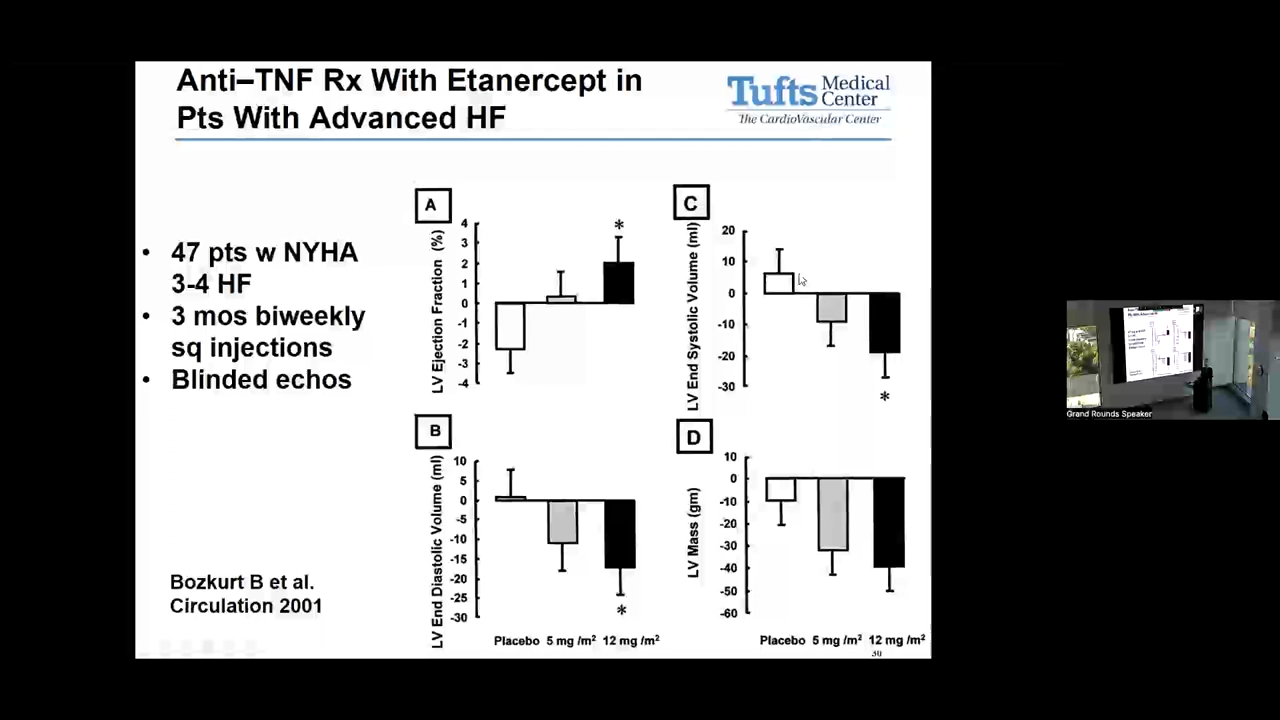 Anti–TNF Rx With Etanercept in
Pts With Advanced HF
Tufts Medical
Center
The CardioVascular Center
• 47 pts w NYHA
3-4 HF
• 3 mos biweekly
sq injections
• Blinded echos
Bozkurt B et al.
Circulation 2001
A
LV Ejection Fraction (%)
4
3
2
1
0
-1
-2
-3
-4
*
C
LV End Systolic Volume (ml)
20
10
0
-10
-20
-30
*
B
LV End Diastolic Volume (ml)
10
5
0
-5
-10
-15
-20
-25
-30
*
Placebo 5 mg /m² 12 mg /m²
D
LV Mass (gm)
10
0
-10
-20
-30
-40
-50
-60
Placebo 5 mg /m² 12 mg /m²
30
Grand Rounds Speaker